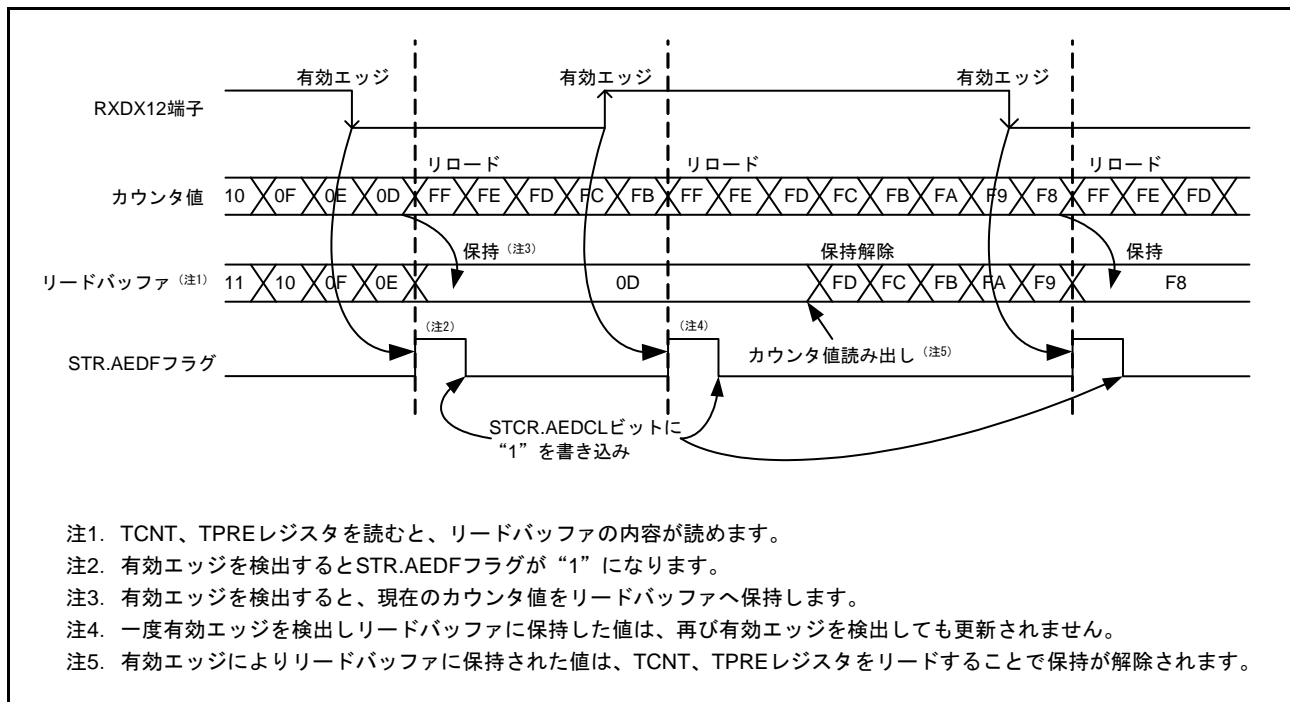 有効エッジ 有効エッジ 有効エッジ
RXDX12端子
リロード リロード リロード
カウンタ値 10 0F 0E 0D FF FE FD FC FB FF FE FD FC FB FA F9 F8 FF FE FD
保持（注3） 保持解除 保持
リードバッファ（注1） 11 10 0F 0E 0D FD FC FB FA F9 F8
（注2） （注4）
カウンタ値読み出し（注5）
STR.AEDFフラグ
STCR.AEDCLビットに
“1”を書き込み
注1. TCNT、TPREレジスタを読むと、リードバッファの内容が読めます。
注2. 有効エッジを検出するとSTR.AEDFフラグが“1”になります。
注3. 有効エッジを検出すると、現在のカウンタ値をリードバッファへ保持します。
注4. 一度有効エッジを検出しリードバッファに保持した値は、再び有効エッジを検出しても更新されません。
注5. 有効エッジによりリードバッファに保持された値は、TCNT、TPREレジスタをリードすることで保持が解除されます。